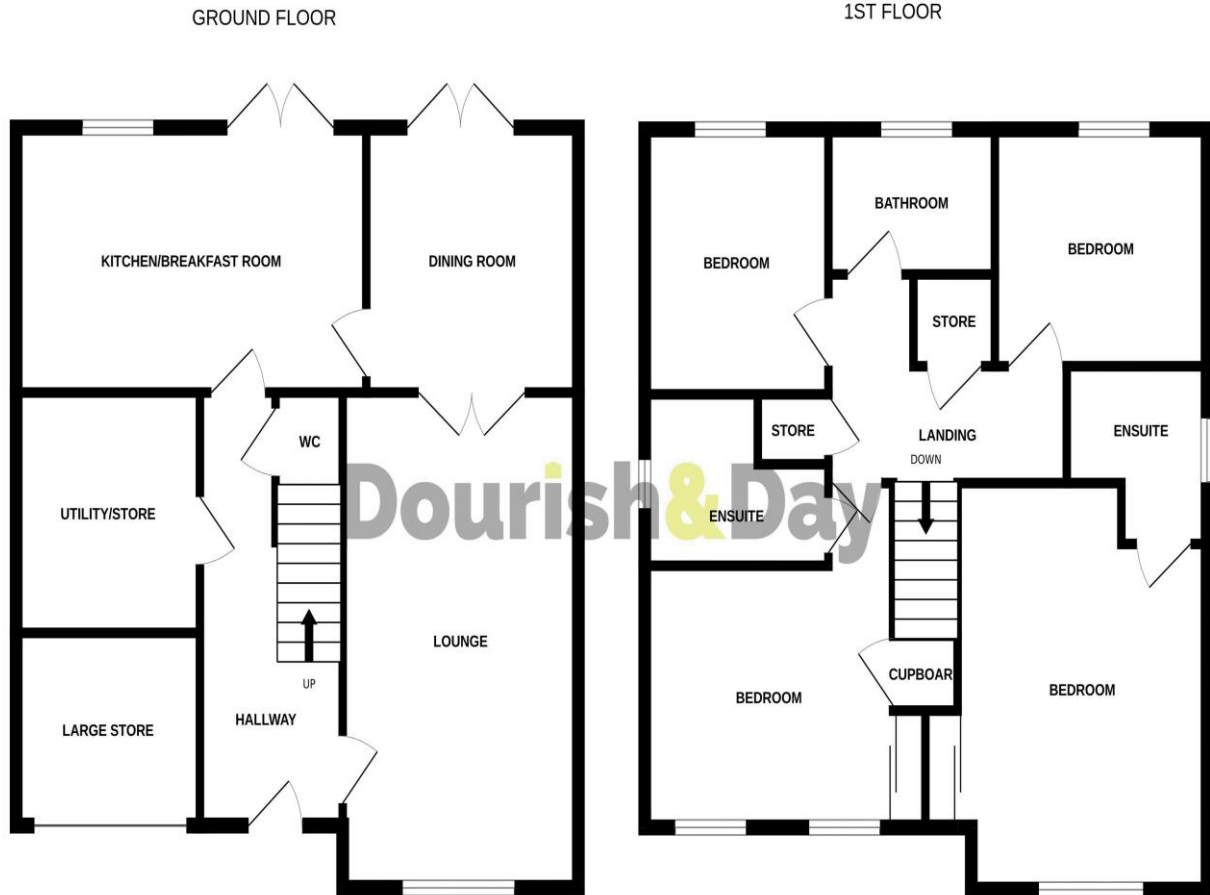 GROUND FLOOR
KITCHEN/BREAKFAST ROOM
DINING ROOM
WC
UTILITY/STORE
LOUNGE
UP
HALLWAY
LARGE STORE
1ST FLOOR
BATHROOM
BEDROOM
BEDROOM
STORE
STORE
LANDING
DOWN
ENSUITE
ENSUITE
CUPBOAR
BEDROOM
BEDROOM
Dourish&Day